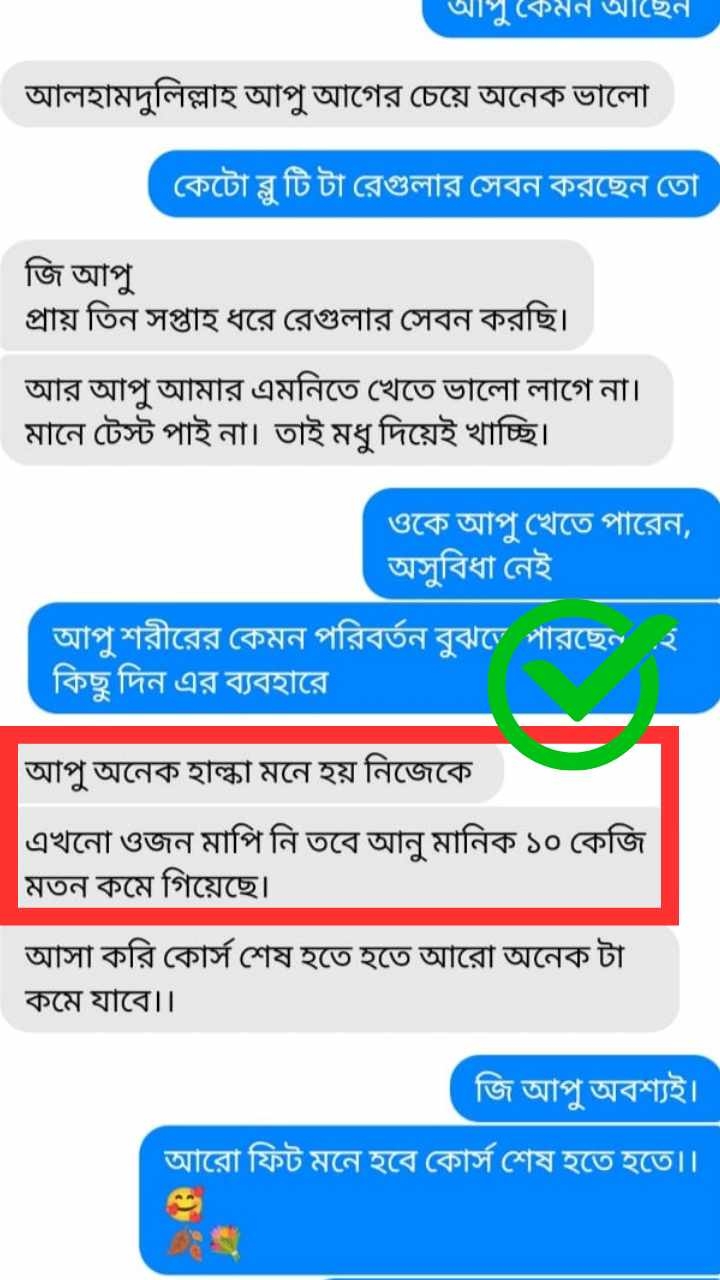 আপু কেমন আছেন
আলহামদুলিল্লাহ আপু আগের চেয়ে অনেক ভালো
কেটো ব্লু টি টা রেগুলার সেবন করছেন তো
জি আপু
প্রায় তিন সপ্তাহ ধরে রেগুলার সেবন করছি।
আর আপু আমার এমনিতে খেতে ভালো লাগে না।
মানে টেস্ট পাই না। তাই মধু দিয়েই খাচ্ছি।
ওকে আপু খেতে পারেন,
অসুবিধা নেই
আপু শরীরের কেমন পরিবর্তন বুঝতে পারছেন
কিছু দিন এর ব্যবহারে
আপু অনেক হাল্কা মনে হয় নিজেকে
এখনো ওজন মাপি নি তবে আনু মানিক ১০ কেজি
মতন কমে গিয়েছে।
আসা করি কোর্স শেষ হতে হতে আরো অনেক টা
কমে যাবে।।
জি আপু অবশ্যই।
আরো ফিট মনে হবে কোর্স শেষ হতে হতে।।